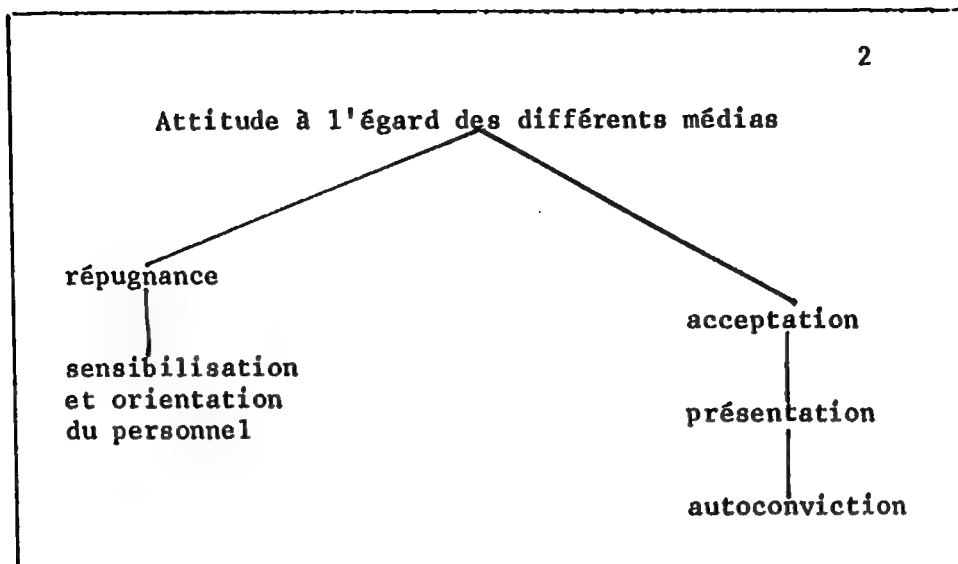 2
Attitude à l'égard des différents médias
répugnance
sensibilisation
et orientation
du personnel
acceptation
présentation
autoconviction